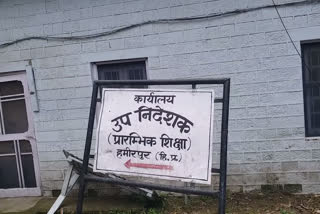 कार्यालय
उप निदेशक
(प्रारम्भिक शिक्षा)
हमीरपुर (हि.प्र.)